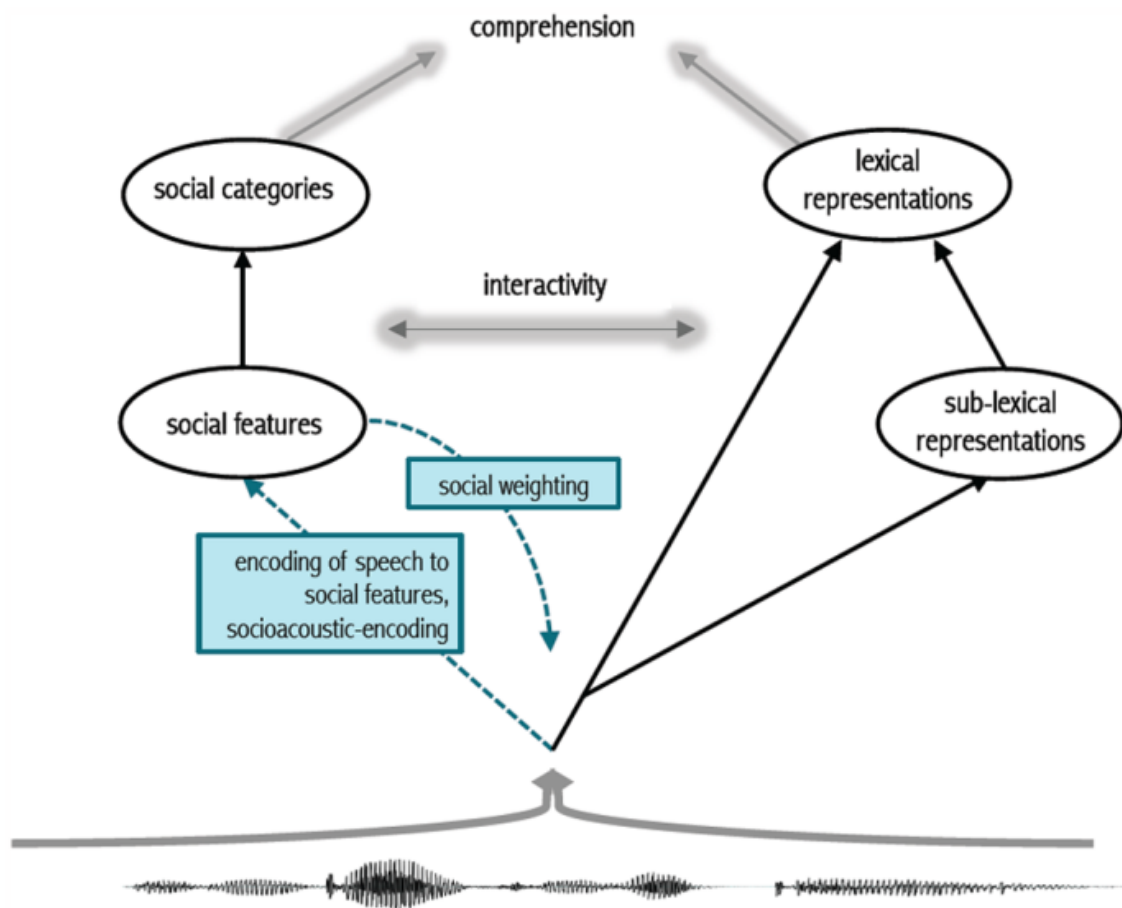 comprehension
social categories
lexical
representations
interactivity
social features
sub-lexical
representations
social weighting
encoding of speech to
social features,
socioacoustic-encoding